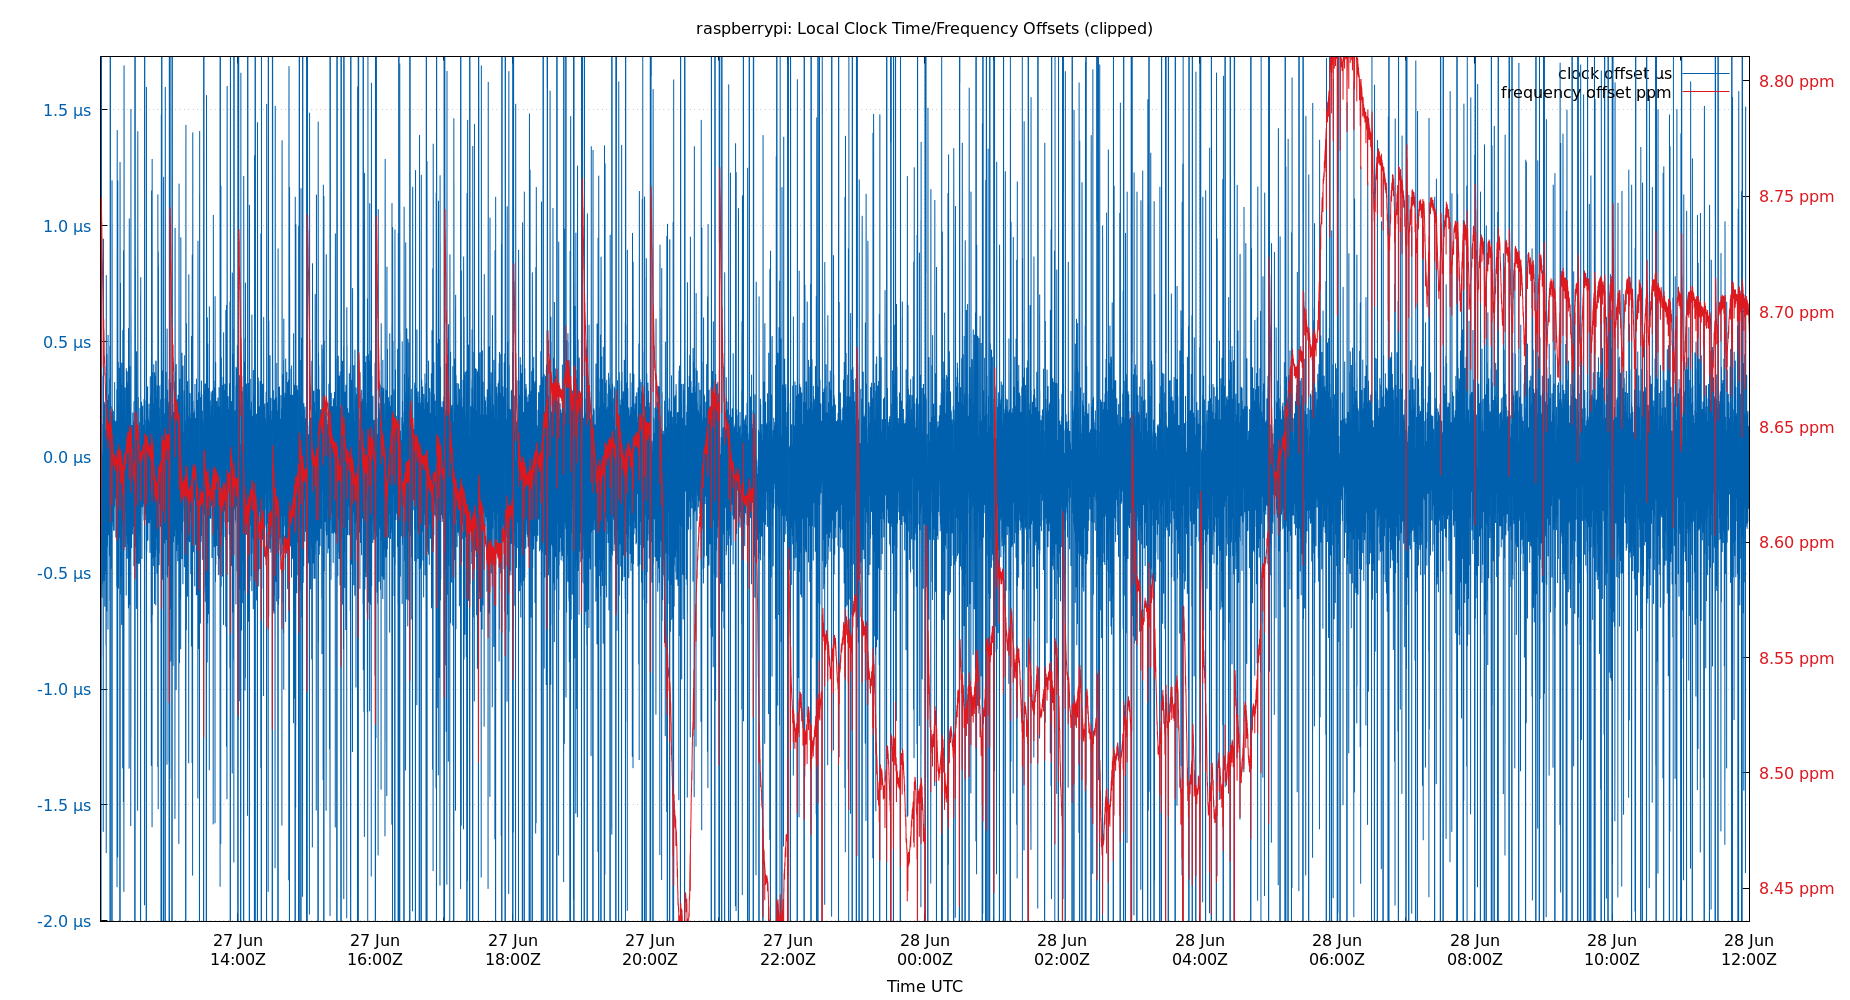 raspberrypi: Local Clock Time/Frequency Offsets (clipped)
clock offset µs
frequency offset ppm
1.5 µs
1.0 µs
0.5 µs
0.0 µs
-0.5 µs
-1.0 µs
-1.5 µs
-2.0 µs
8.80 ppm
8.75 ppm
8.70 ppm
8.65 ppm
8.60 ppm
8.55 ppm
8.50 ppm
8.45 ppm
27 Jun 27 Jun 27 Jun 27 Jun 27 Jun 28 Jun 28 Jun 28 Jun 28 Jun 28 Jun 28 Jun 28 Jun
14:00Z 16:00Z 18:00Z 20:00Z 22:00Z 00:00Z 02:00Z 04:00Z 06:00Z 08:00Z 10:00Z 12:00Z
Time UTC